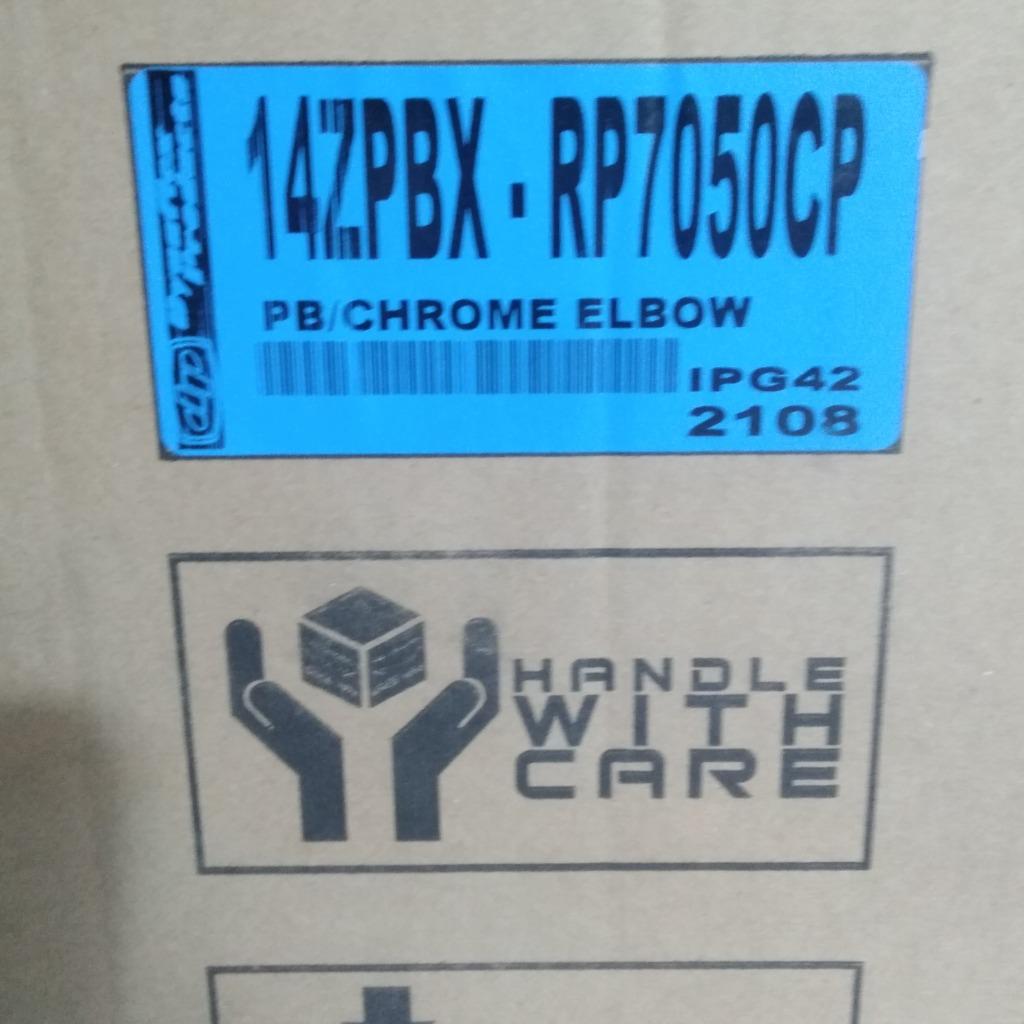 14ZPBX - RP7050CP
PB/CHROME ELBOW
IPG42
2108
HANDLE
WITH
CARE